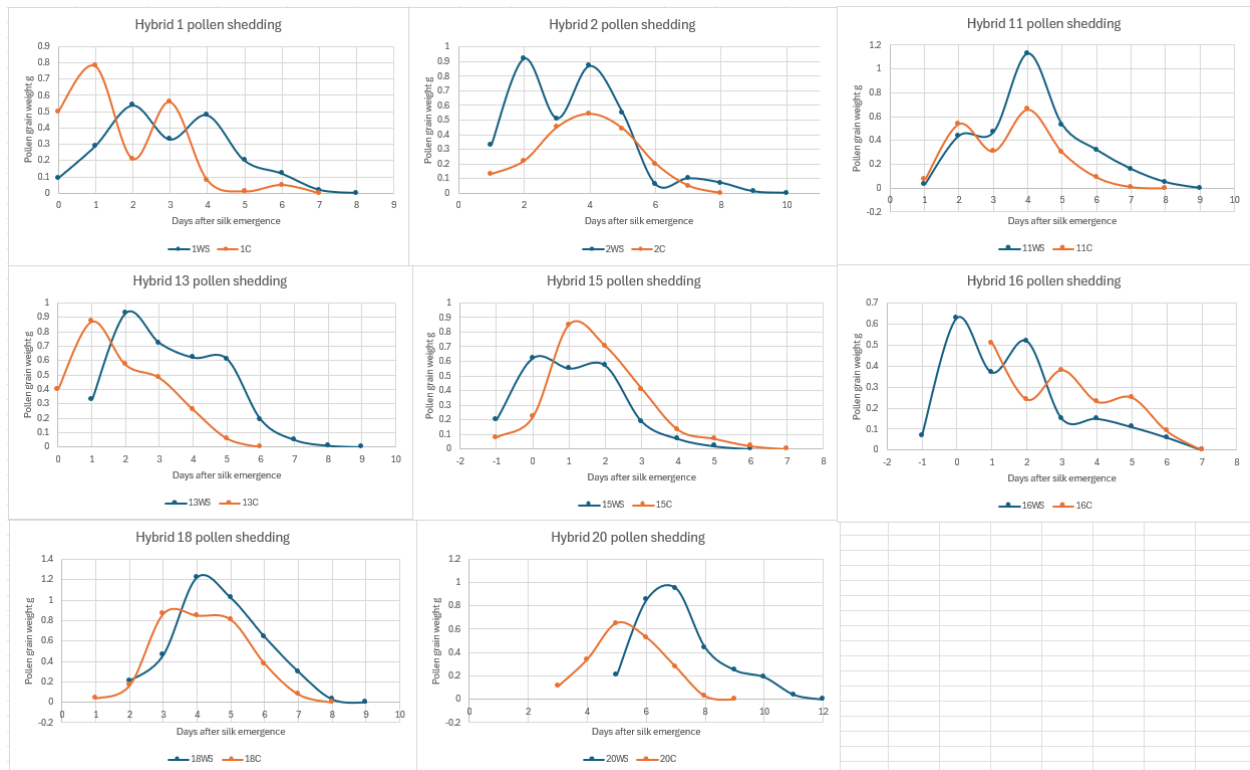 Hybrid 1 pollen shedding
Pollen grain weight g
0.9
0.8
0.7
0.6
0.5
0.4
0.3
0.2
0.1
0
0 1 2 3 4 5 6 7 8 9
Days after silk emergence
1WS 1C
Hybrid 2 pollen shedding
Pollen grain weight g
1
0.9
0.8
0.7
0.6
0.5
0.4
0.3
0.2
0.1
0
0 2 4 6 8 10
Days after silk emergence
2WS 2C
Hybrid 11 pollen shedding
Pollen grain weight g
1.2
1
0.8
0.6
0.4
0.2
0
-0.2
0 1 2 3 4 5 6 7 8 9 10
Days after silk emergence
11WS 11C
Hybrid 13 pollen shedding
Pollen grain weight g
1
0.9
0.8
0.7
0.6
0.5
0.4
0.3
0.2
0.1
0
0 1 2 3 4 5 6 7 8 9 10
Days after silk emergence
13WS 13C
Hybrid 15 pollen shedding
Pollen grain weight g
1
0.9
0.8
0.7
0.6
0.5
0.4
0.3
0.2
0.1
0
-2 -1 0 1 2 3 4 5 6 7 8
Days after silk emergence
15WS 15C
Hybrid 16 pollen shedding
Pollen grain weight g
0.7
0.6
0.5
0.4
0.3
0.2
0.1
0
-2 -1 0 1 2 3 4 5 6 7 8
Days after silk emergence
16WS 16C
Hybrid 18 pollen shedding
Pollen grain weight g
1.4
1.2
1
0.8
0.6
0.4
0.2
0
-0.2
0 1 2 3 4 5 6 7 8 9 10
Days after silk emergence
18WS 18C
Hybrid 20 pollen shedding
Pollen grain weight g
1.2
1
0.8
0.6
0.4
0.2
0
-0.2
0 2 4 6 8 10 12
Days after silk emergence
20WS 20C